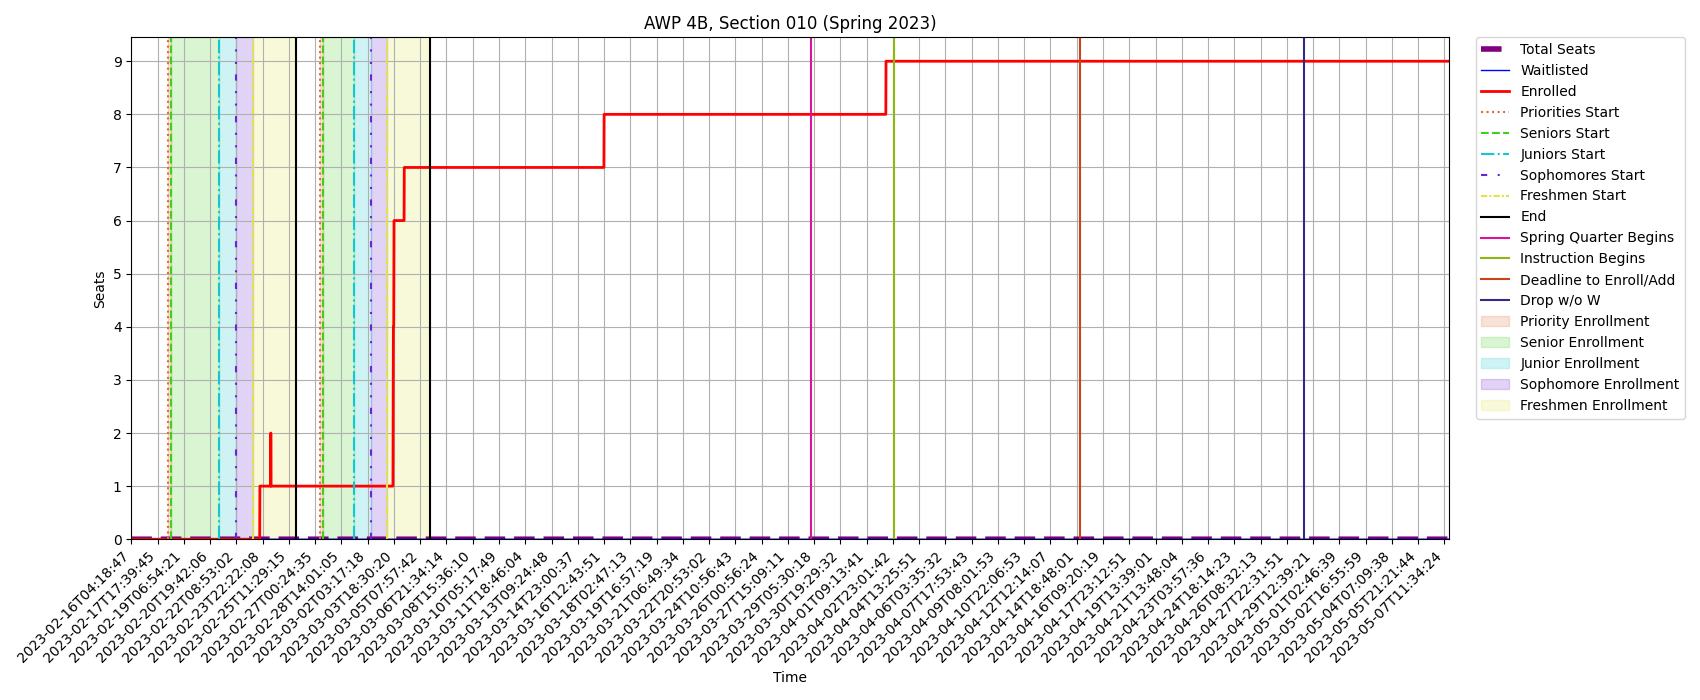 AWP 4B, Section 010 (Spring 2023)
Seats
9
8
7
6
5
4
3
2
1
0
2023-02-16T04:18:47
2023-02-17T17:39:45
2023-02-19T06:54:21
2023-02-20T19:42:06
2023-02-22T08:53:02
2023-02-23T22:22:08
2023-02-25T11:29:15
2023-02-27T00:24:35
2023-02-28T14:01:05
2023-03-02T03:17:18
2023-03-03T18:30:20
2023-03-05T07:57:42
2023-03-06T21:34:14
2023-03-08T15:36:10
2023-03-10T05:17:49
2023-03-11T18:46:04
2023-03-13T09:24:48
2023-03-14T23:00:37
2023-03-16T12:43:51
2023-03-18T02:47:13
2023-03-19T16:57:19
2023-03-21T06:49:34
2023-03-22T20:53:02
2023-03-24T10:56:43
2023-03-26T00:56:24
2023-03-27T15:09:11
2023-03-29T05:30:18
2023-03-30T19:29:32
2023-04-01T09:13:41
2023-04-02T23:01:42
2023-04-04T13:25:51
2023-04-06T03:35:32
2023-04-07T17:53:43
2023-04-09T08:01:53
2023-04-10T22:06:53
2023-04-12T12:14:07
2023-04-14T18:48:01
2023-04-16T09:20:19
2023-04-17T23:12:51
2023-04-19T13:39:01
2023-04-21T13:48:04
2023-04-23T03:57:36
2023-04-24T18:14:23
2023-04-26T08:32:13
2023-04-27T22:31:51
2023-04-29T12:39:21
2023-05-01T02:46:39
2023-05-02T16:55:59
2023-05-04T07:09:38
2023-05-05T21:21:44
2023-05-07T11:34:24
Time
Total Seats
Waitlisted
Enrolled
Priorities Start
Seniors Start
Juniors Start
Sophomores Start
Freshmen Start
End
Spring Quarter Begins
Instruction Begins
Deadline to Enroll/Add
Drop w/o W
Priority Enrollment
Senior Enrollment
Junior Enrollment
Sophomore Enrollment
Freshmen Enrollment